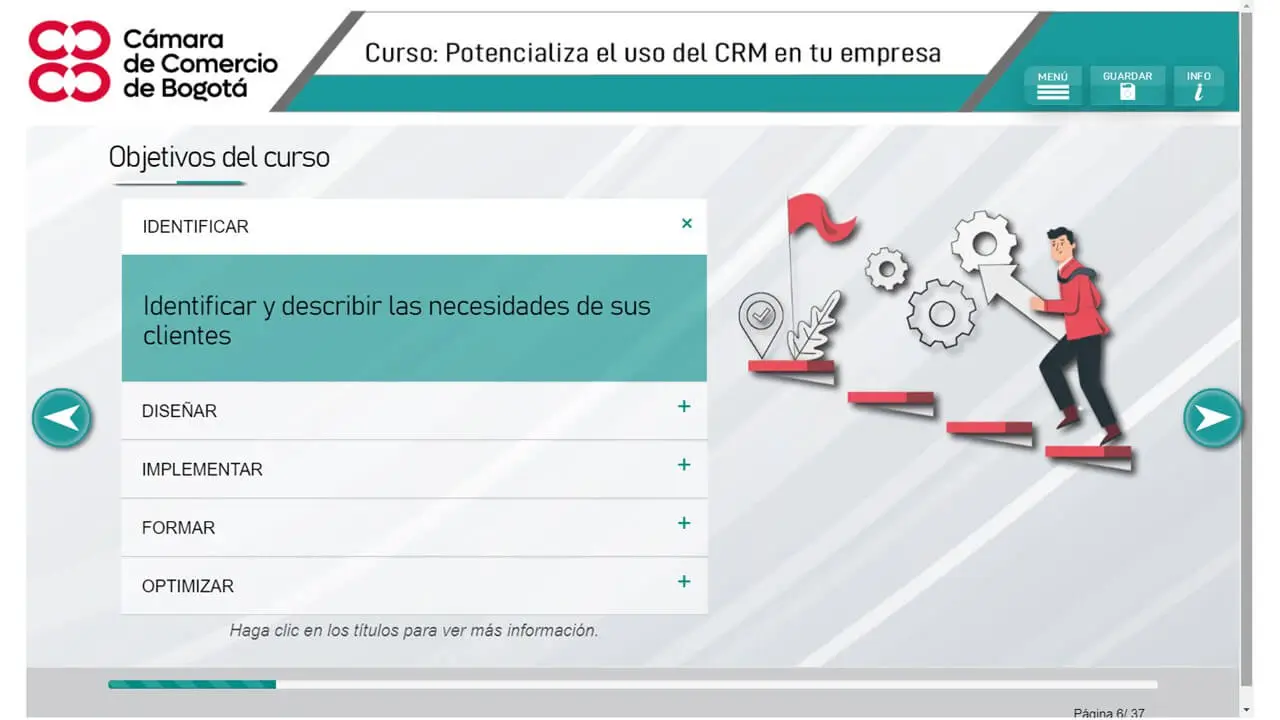 Cámara
de Comercio
de Bogotá
Curso: Potencializa el uso del CRM en tu empresa
MENÚ
GUARDAR
INFO
i
Objetivos del curso
IDENTIFICAR
Identificar y describir las necesidades de sus
clientes
DISEÑAR
IMPLEMENTAR
FORMAR
OPTIMIZAR
Haga clic en los títulos para ver más información.
Página 6/ 37